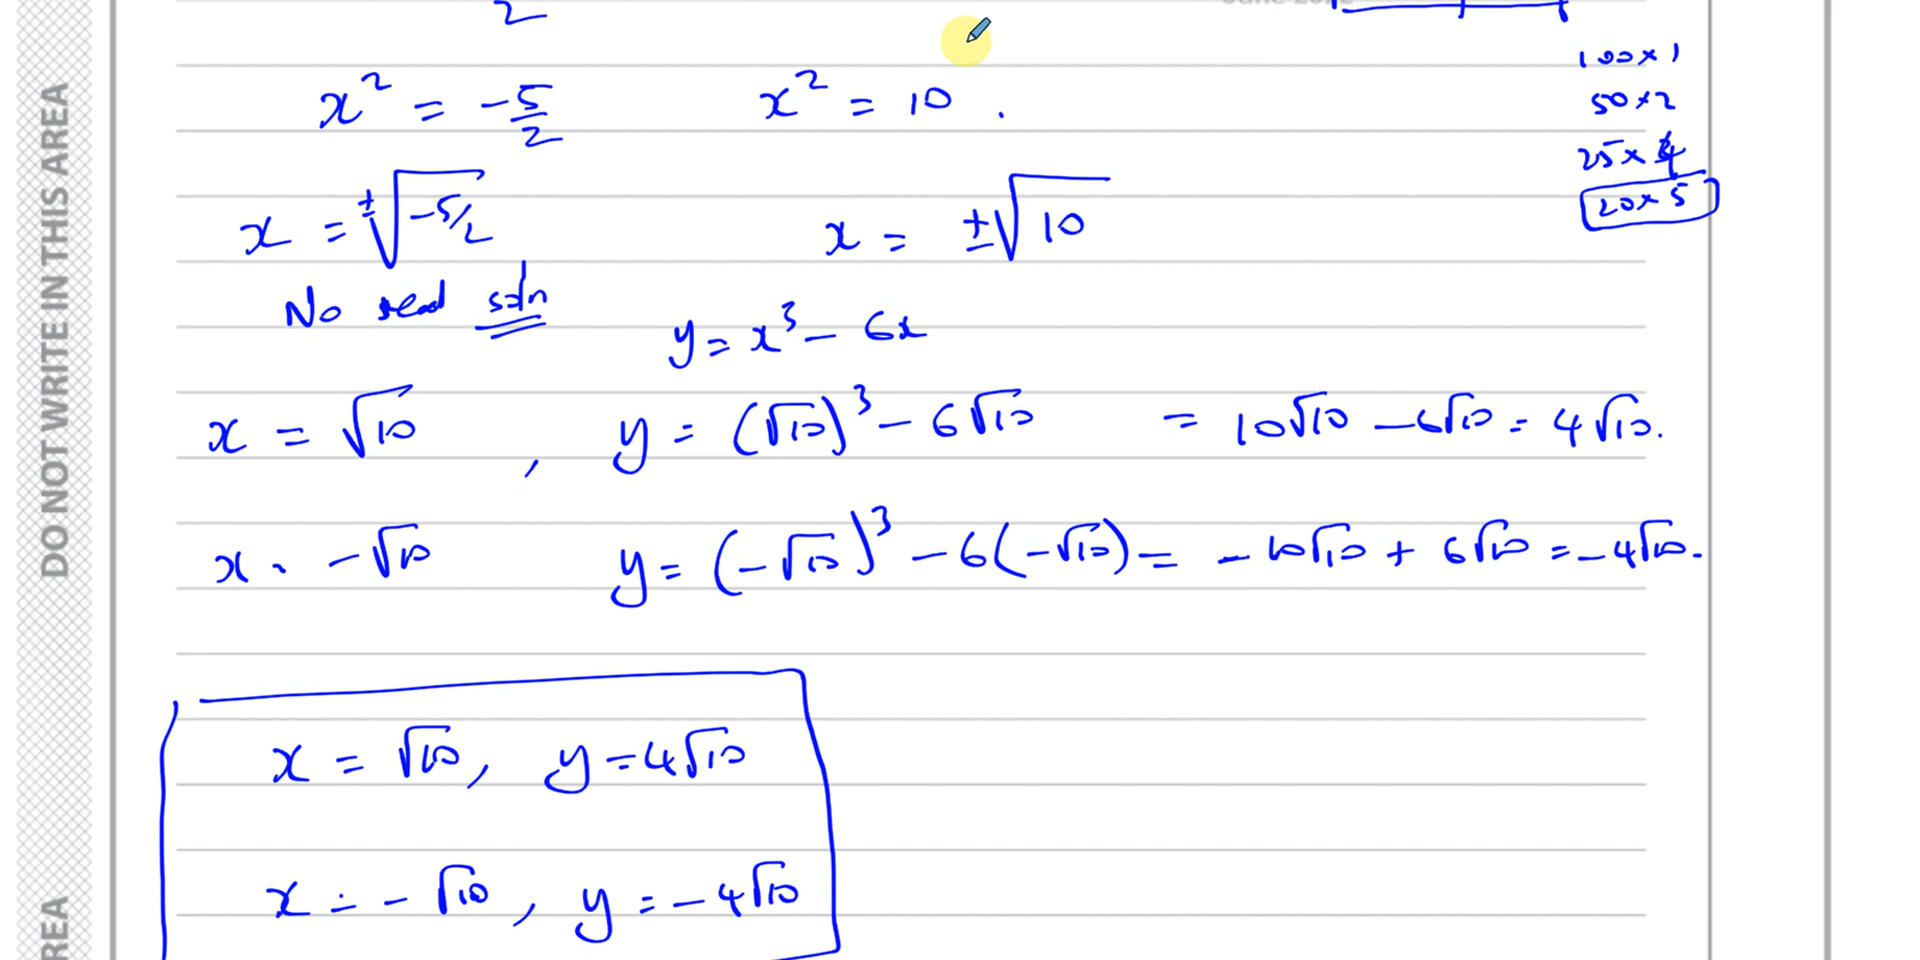 2
x² = -5/2    x² = 10 .
100 x 1
50 x 2
25 x 4
20 x 5
x = ±√-5/2    x = ±√10
No real soln
y = x³ - 6x
x = √10 , y = (√10)³ - 6√10 = 10√10 - 6√10 = 4√10.
x = -√10    y = (-√10)³ - 6(-√10) = -10√10 + 6√10 = -4√10.
x = √10, y = 4√10
x = -√10, y = -4√10
DO NOT WRITE IN THIS AREA
REA